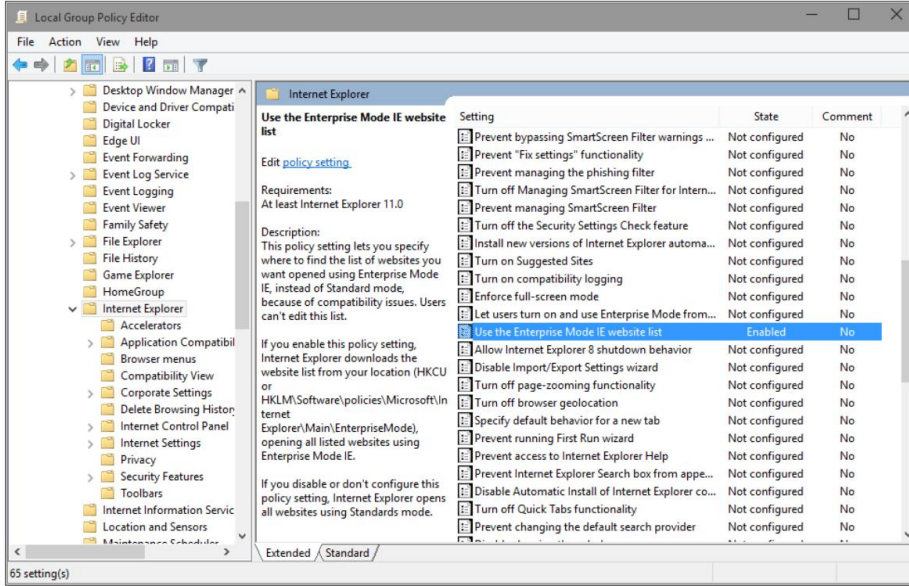 Local Group Policy Editor
File Action View Help
Desktop Window Manager
Device and Driver Compati
Digital Locker
Edge UI
Event Forwarding
Event Log Service
Event Logging
Event Viewer
Family Safety
File Explorer
File History
Game Explorer
HomeGroup
Internet Explorer
Accelerators
Application Compatibil
Browser menus
Compatibility View
Corporate Settings
Delete Browsing History
Internet Control Panel
Internet Settings
Privacy
Security Features
Toolbars
Internet Information Servic
Location and Sensors
Maintenance Scheduler
Internet Explorer
Use the Enterprise Mode IE website
list
Edit policy setting
Requirements:
At least Internet Explorer 11.0
Description:
This policy setting lets you specify
where to find the list of websites you
want opened using Enterprise Mode
IE, instead of Standard mode,
because of compatibility issues. Users
can't edit this list.
If you enable this policy setting,
Internet Explorer downloads the
website list from your location (HKCU
or
HKLM\Software\policies\Microsoft\In
ternet
Explorer\Main\EnterpriseMode),
opening all listed websites using
Enterprise Mode IE.
If you disable or don't configure this
policy setting, Internet Explorer opens
all websites using Standards mode.
Setting State Comment
Prevent bypassing SmartScreen Filter warnings ... Not configured No
Prevent "Fix settings" functionality Not configured No
Prevent managing the phishing filter Not configured No
Turn off Managing SmartScreen Filter for Intern... Not configured No
Prevent managing SmartScreen Filter Not configured No
Turn off the Security Settings Check feature Not configured No
Install new versions of Internet Explorer automa... Not configured No
Turn on Suggested Sites Not configured No
Turn on compatibility logging Not configured No
Enforce full-screen mode Not configured No
Let users turn on and use Enterprise Mode from... Not configured No
Use the Enterprise Mode IE website list Enabled No
Allow Internet Explorer 8 shutdown behavior Not configured No
Disable Import/Export Settings wizard Not configured No
Turn off page-zooming functionality Not configured No
Turn off browser geolocation Not configured No
Specify default behavior for a new tab Not configured No
Prevent running First Run wizard Not configured No
Prevent access to Internet Explorer Help Not configured No
Prevent Internet Explorer Search box from appe... Not configured No
Disable Automatic Install of Internet Explorer co... Not configured No
Turn off Quick Tabs functionality Not configured No
Prevent changing the default search provider Not configured No
Extended Standard
65 setting(s)